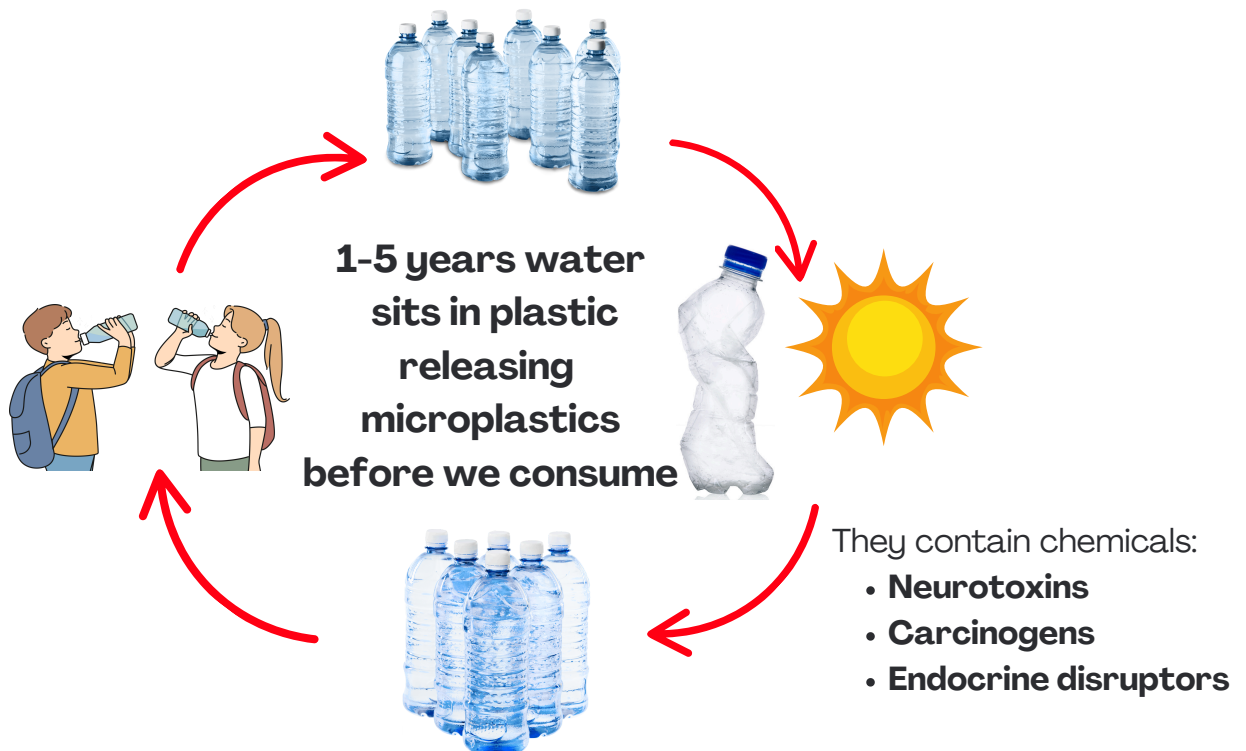 1-5 years water
sits in plastic
releasing
microplastics
before we consume
They contain chemicals:
• Neurotoxins
• Carcinogens
• Endocrine disruptors